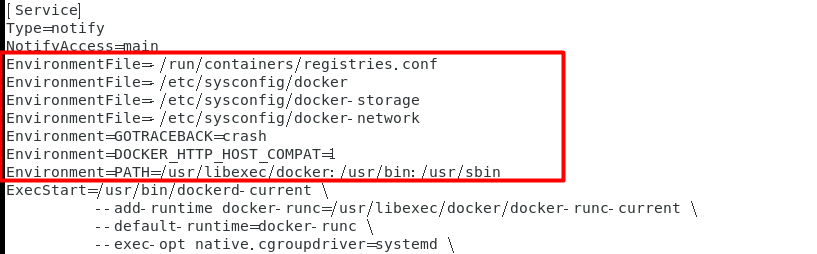 [Service]
Type=notify
NotifyAccess=main
EnvironmentFile=-/run/containers/registries.conf
EnvironmentFile=-/etc/sysconfig/docker
EnvironmentFile=-/etc/sysconfig/docker-storage
EnvironmentFile=-/etc/sysconfig/docker-network
Environment=GOTRACEBACK=crash
Environment=DOCKER_HTTP_HOST_COMPAT=1
Environment=PATH=/usr/libexec/docker:/usr/bin:/usr/sbin
ExecStart=/usr/bin/dockerd-current \
          --add-runtime docker-runc=/usr/libexec/docker/docker-runc-current \
          --default-runtime=docker-runc \
          --exec-opt native.cgroupdriver=systemd \